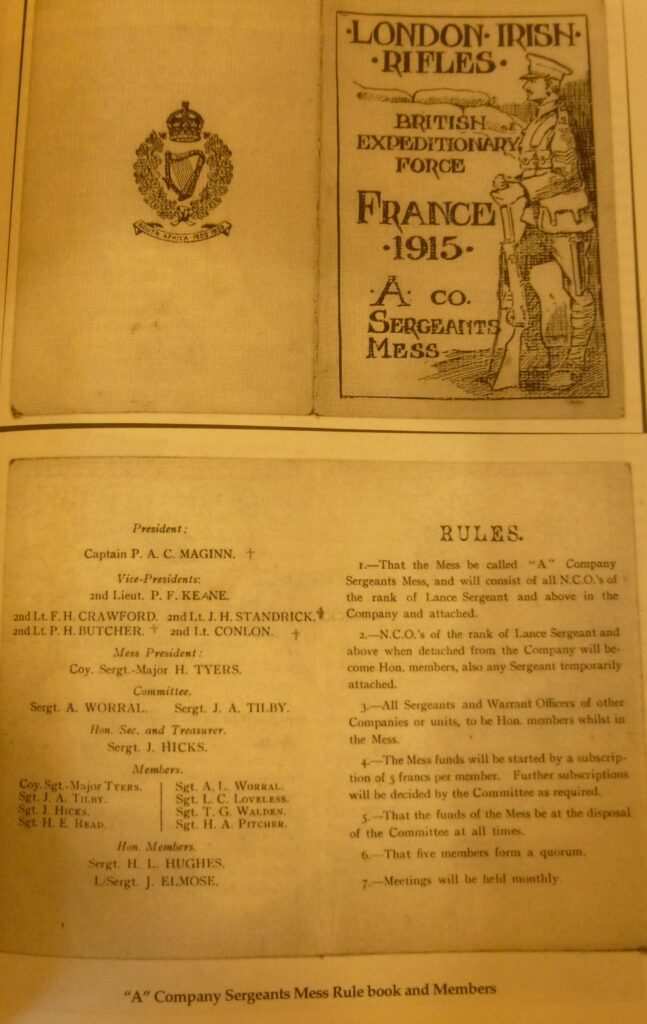 SOUTH AFRICA · 1900-1902
·LONDON· IRISH·
·RIFLES·
BRITISH
EXPEDITIONARY
FORCE
FRANCE
·1915·
·A· CO.
SERGEANTS
MESS
President:
Captain P. A. C. MAGINN. †
Vice-Presidents:
2nd Lieut. P. F. KEANE.
2nd Lt. F. H. CRAWFORD. 2nd Lt. J. H. STANDRICK. †
2nd Lt. P. H. BUTCHER. † 2nd Lt. CONLON. †
Mess President:
Coy. Sergt.-Major H. TYERS.
Committee.
Sergt. A. WORRAL. Sergt. J. A. TILBY.
Hon. Sec. and Treasurer.
Sergt. J. HICKS.
Members.
Coy. Sgt.-Major TYERS.
Sgt. J. A. TILBY.
Sgt. J. HICKS.
Sgt. H. E. READ.
Sgt. A. L. WORRAL.
Sgt. L. C. LOVELESS.
Sgt. T. G. WALDEN.
Sgt. H. A. PITCHER.
Hon. Members.
Sergt. H. L. HUGHES.
L/Sergt. J. ELMOSE.
RULES.
1.—That the Mess be called "A" Company
Sergeants Mess, and will consist of all N.C.O.'s of
the rank of Lance Sergeant and above in the
Company and attached.
2.—N.C.O.'s of the rank of Lance Sergeant and
above when detached from the Company will be-
come Hon. members, also any Sergeant temporarily
attached.
3.—All Sergeants and Warrant Officers of other
Companies or units, to be Hon. members whilst in
the Mess.
4.—The Mess funds will be started by a subscrip-
tion of 5 francs per member. Further subscriptions
will be decided by the Committee as required.
5.—That the funds of the Mess be at the disposal
of the Committee at all times.
6.—That five members form a quorum.
7.—Meetings will be held monthly
"A" Company Sergeants Mess Rule book and Members